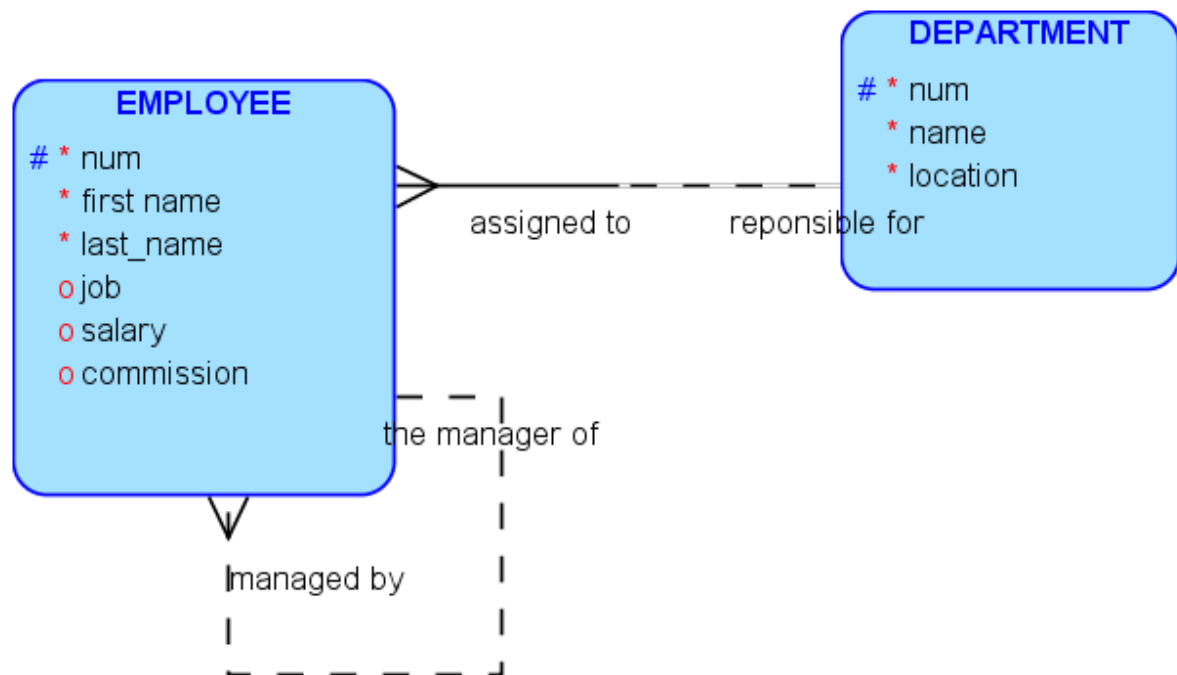 DEPARTMENT
# * num
* name
* location
EMPLOYEE
# * num
* first name
* last_name
o job
o salary
o commission
assigned to
reponsible for
the manager of
managed by